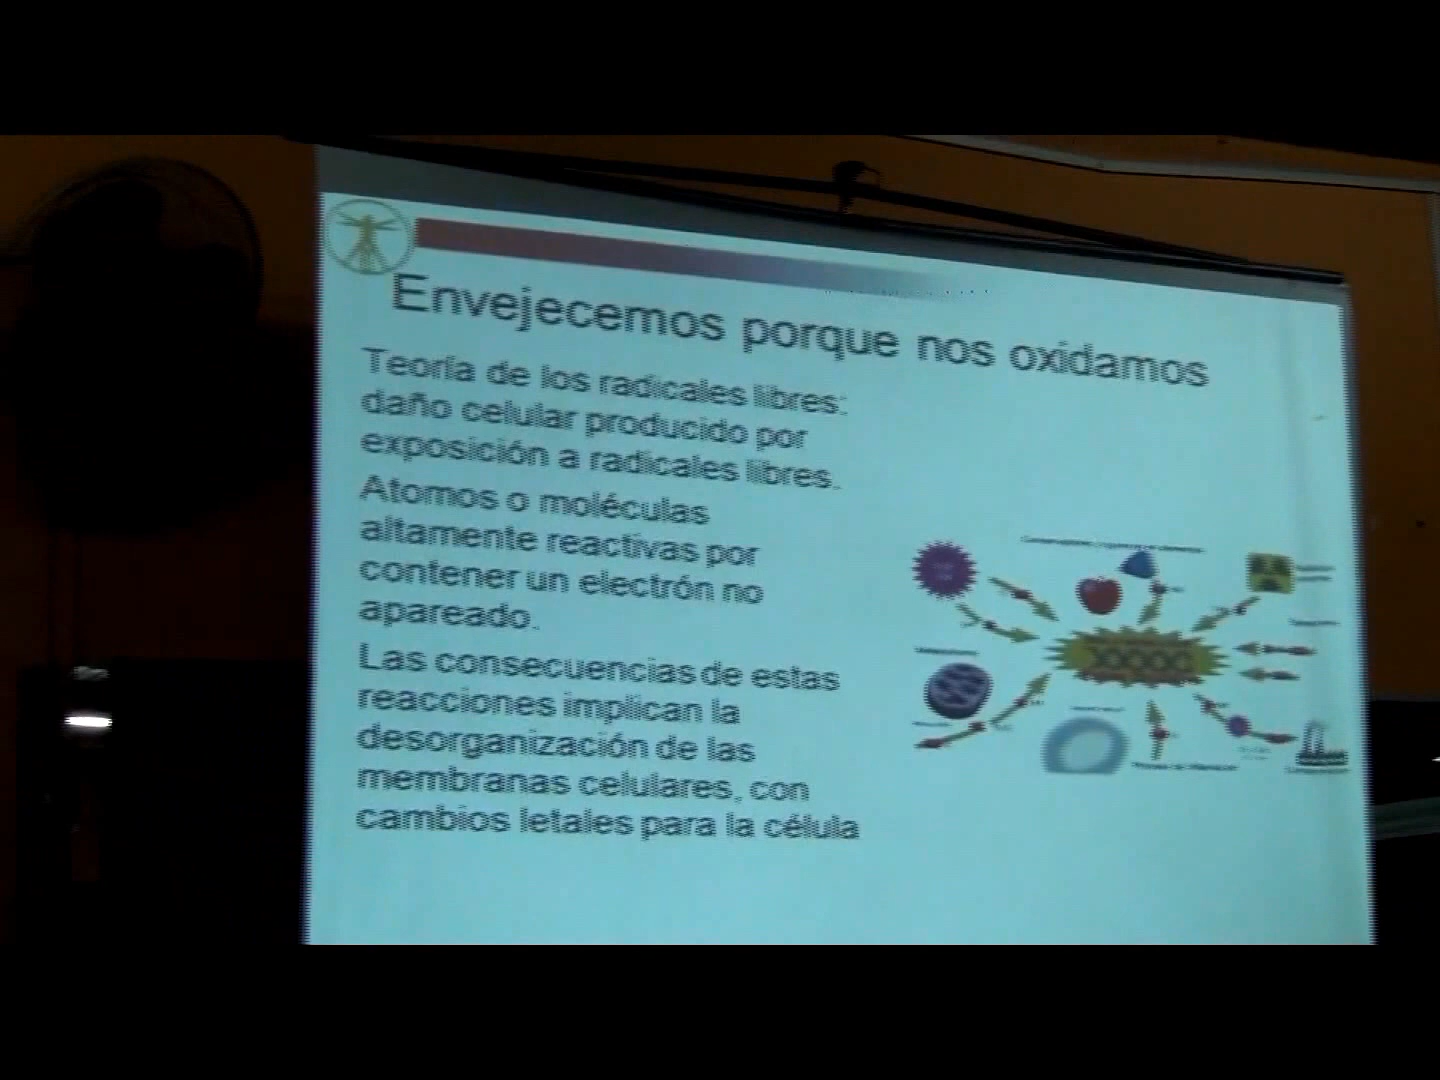 Envejecemos porque nos oxidamos
Teoría de los radicales libres:
daño celular producido por
exposición a radicales libres.
Atomos o moléculas
altamente reactivas por
contener un electrón no
apareado.
Las consecuencias de estas
reacciones implican la
desorganización de las
membranas celulares, con
cambios letales para la célula